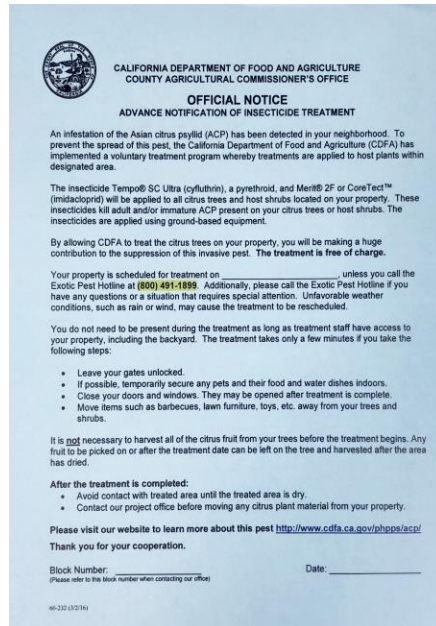 CALIFORNIA DEPARTMENT OF FOOD AND AGRICULTURE
COUNTY AGRICULTURAL COMMISSIONER'S OFFICE
OFFICIAL NOTICE
ADVANCE NOTIFICATION OF INSECTICIDE TREATMENT
An infestation of the Asian citrus psyllid (ACP) has been detected in your neighborhood. To
prevent the spread of this pest, the California Department of Food and Agriculture (CDFA) has
implemented a voluntary treatment program whereby treatments are applied to host plants within
designated area.
The insecticide Tempo® SC Ultra (cyfluthrin), a pyrethroid, and Merit® 2F or CoreTect™
(imidacloprid) will be applied to all citrus trees and host shrubs located on your property. These
insecticides kill adult and/or immature ACP present on your citrus trees or host shrubs. The
insecticides are applied using ground-based equipment.
By allowing CDFA to treat the citrus trees on your property, you will be making a huge
contribution to the suppression of this invasive pest. The treatment is free of charge.
Your property is scheduled for treatment on ____________________, unless you call the
Exotic Pest Hotline at (800) 491-1899. Additionally, please call the Exotic Pest Hotline if you
have any questions or a situation that requires special attention. Unfavorable weather
conditions, such as rain or wind, may cause the treatment to be rescheduled.
You do not need to be present during the treatment as long as treatment staff have access to
your property, including the backyard. The treatment takes only a few minutes if you take the
following steps:
• Leave your gates unlocked.
• If possible, temporarily secure any pets and their food and water dishes indoors.
• Close your doors and windows. They may be opened after treatment is complete.
• Move items such as barbecues, lawn furniture, toys, etc. away from your trees and
shrubs.
It is not necessary to harvest all of the citrus fruit from your trees before the treatment begins. Any
fruit to be picked on or after the treatment date can be left on the tree and harvested after the area
has dried.
After the treatment is completed:
• Avoid contact with treated area until the treated area is dry.
• Contact our project office before moving any citrus plant material from your property.
Please visit our website to learn more about this pest http://www.cdfa.ca.gov/phpps/acp/
Thank you for your cooperation.
Block Number: ______________ Date: ______________
(Please refer to this block number when contacting our office)
60-232 (3/2/16)